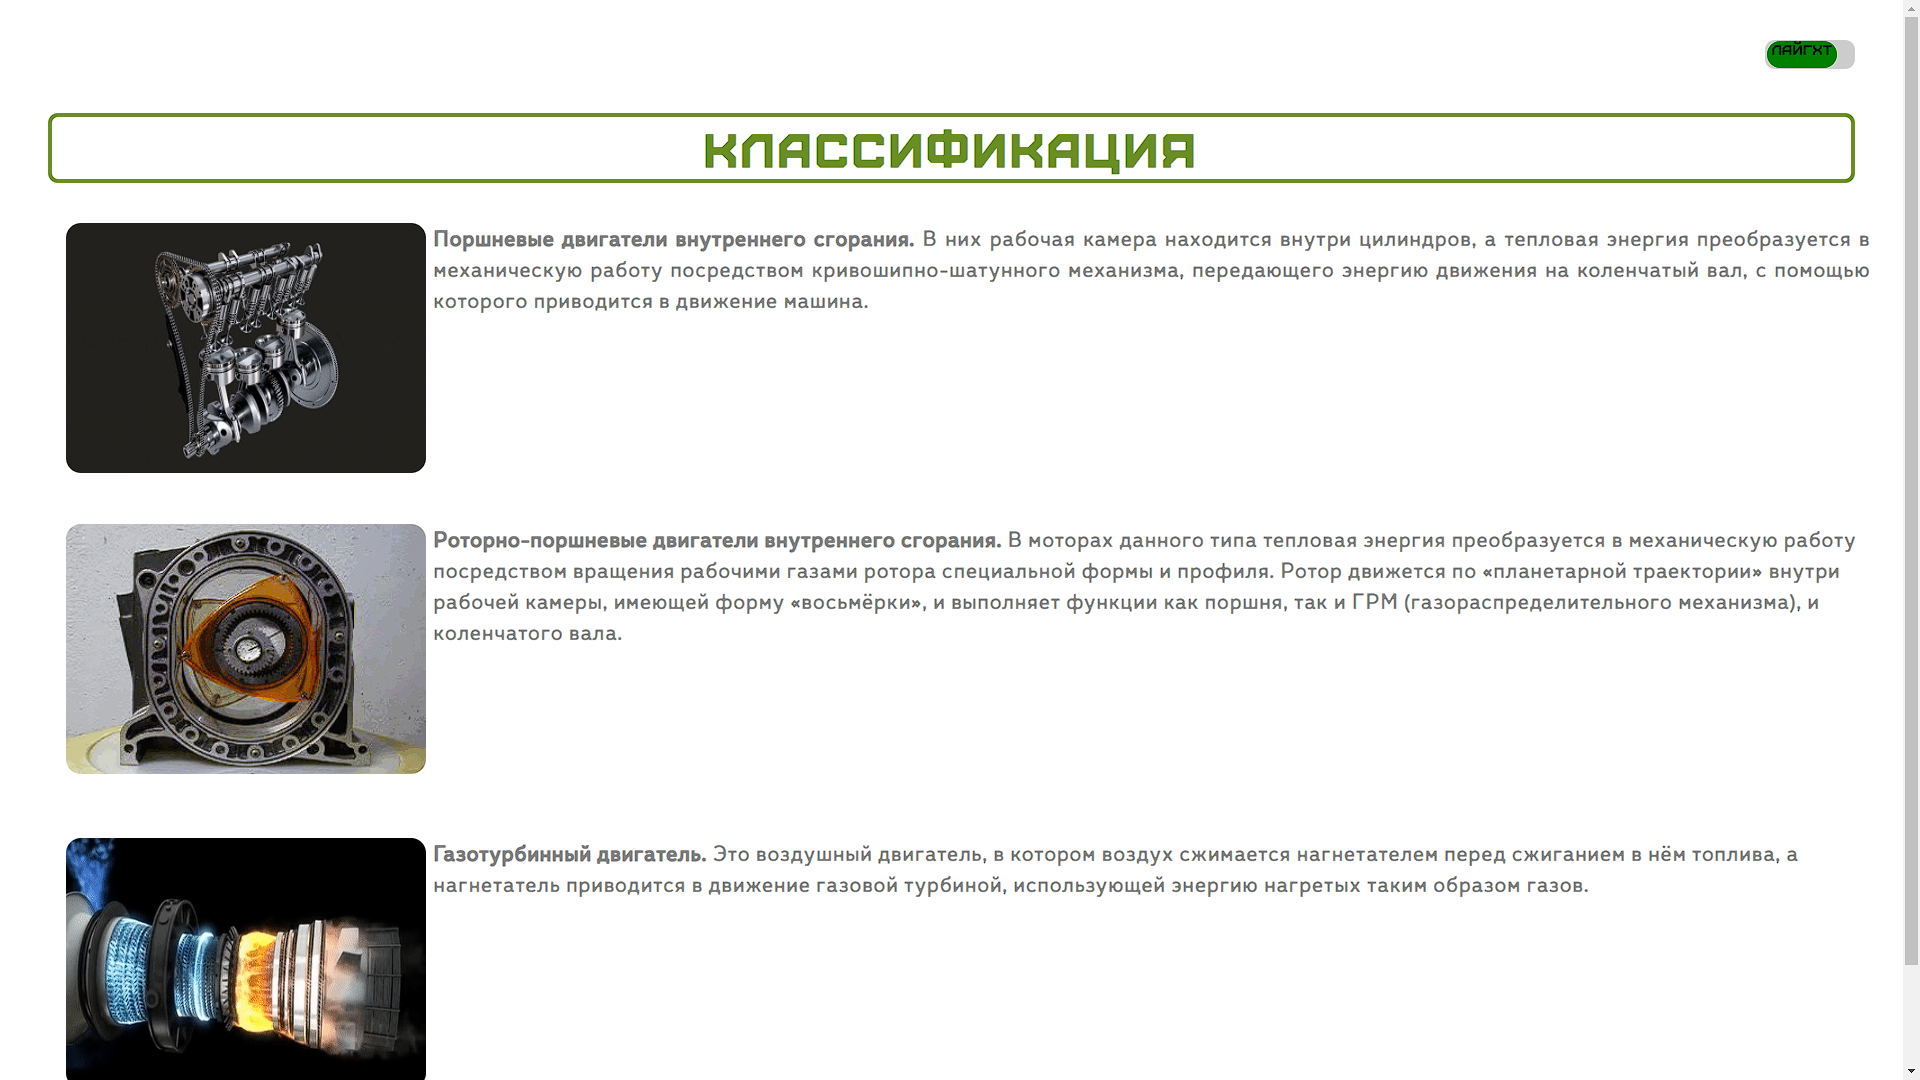 ЛАЙГХТ
КЛАССИФИКАЦИЯ
Поршневые двигатели внутреннего сгорания. В них рабочая камера находится внутри цилиндров, а тепловая энергия преобразуется в
механическую работу посредством кривошипно-шатунного механизма, передающего энергию движения на коленчатый вал, с помощью
которого приводится в движение машина.
Роторно-поршневые двигатели внутреннего сгорания. В моторах данного типа тепловая энергия преобразуется в механическую работу
посредством вращения рабочими газами ротора специальной формы и профиля. Ротор движется по «планетарной траектории» внутри
рабочей камеры, имеющей форму «восьмёрки», и выполняет функции как поршня, так и ГРМ (газораспределительного механизма), и
коленчатого вала.
Газотурбинный двигатель. Это воздушный двигатель, в котором воздух сжимается нагнетателем перед сжиганием в нём топлива, а
нагнетатель приводится в движение газовой турбиной, использующей энергию нагретых таким образом газов.